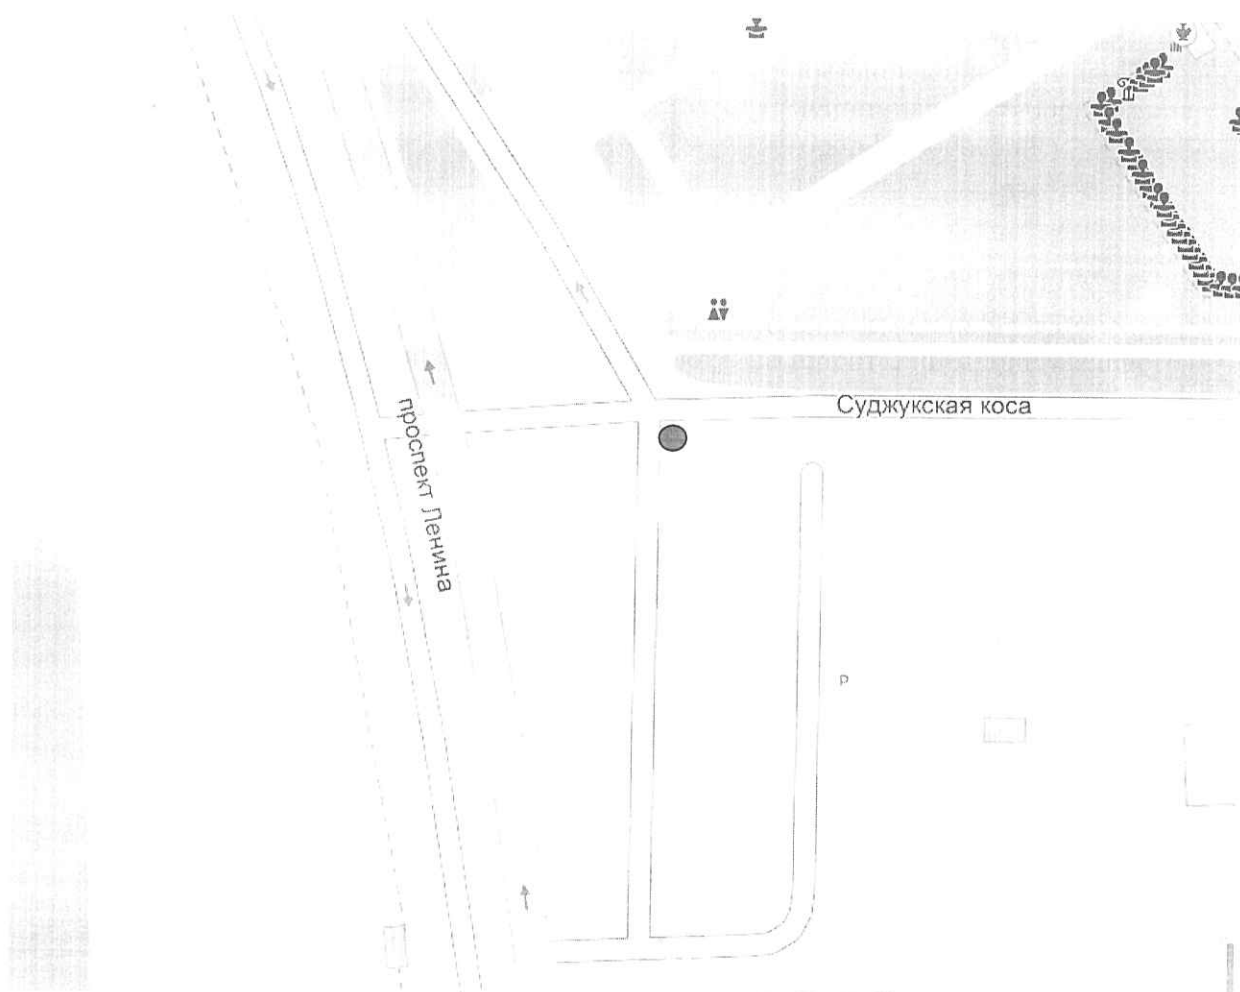 Суджукская коса
проспект Ленина
P